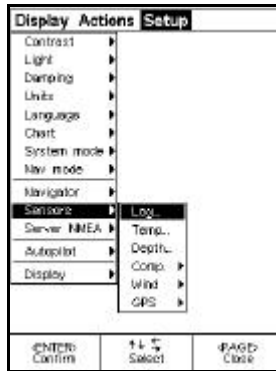 Display Actions Setup
Contrast
Light
Damping
Units
Language
Chart
System mode
Nav mode
Navigator
Sensors
Server NMEA
Autopilot
Display
Log..
Temp..
Depth..
Comp.
Wind
GPS
<ENTER>
Confirm
Select
<PAGE>
Close